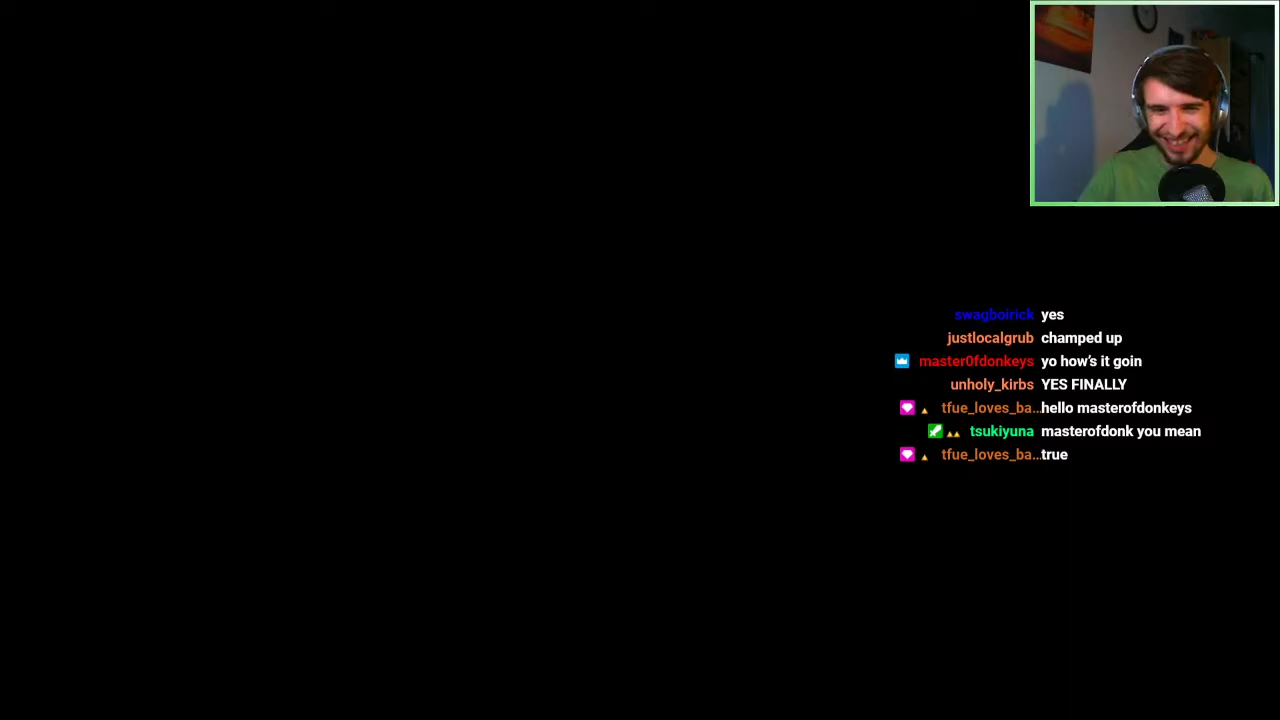 swagboirick yes
justlocalgrub champed up
master0fdonkeys yo how's it goin
unholy_kirbs YES FINALLY
tfue_loves_ba...hello masterofdonkeys
tsukiyuna masterofdonk you mean
tfue_loves_ba...true